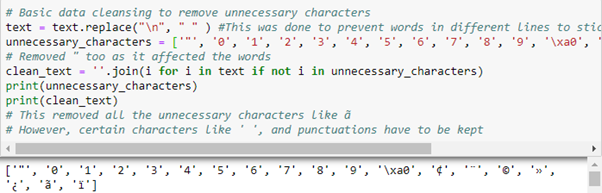 # Basic data cleansing to remove unnecessary characters
text = text.replace("\n", " " ) #This was done to prevent words in different lines to stic
unnecessary_characters = ['"', '0', '1', '2', '3', '4', '5', '6', '7', '8', '9', '\xa0', '
# Removed " too as it affected the words
clean_text = ''.join(i for i in text if not i in unnecessary_characters)
print(unnecessary_characters)
print(clean_text)
# This removed all the unnecessary characters like ã
# However, certain characters like ' ', and punctuations have to be kept
['"', '0', '1', '2', '3', '4', '5', '6', '7', '8', '9', '\xa0', '¢', '¨', '©', '»',
'¿', 'ã', 'ï']